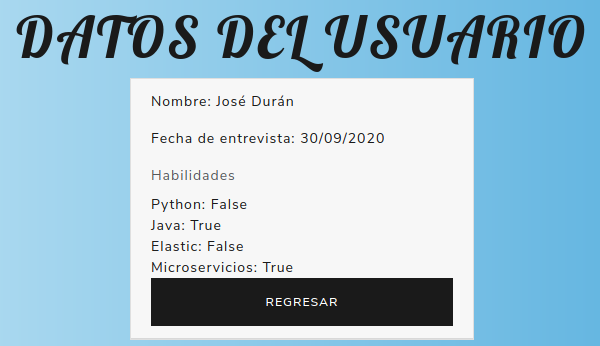 DATOS DEL USUARIO
Nombre: José Durán
Fecha de entrevista: 30/09/2020
Habilidades
Python: False
Java: True
Elastic: False
Microservicios: True
REGRESAR